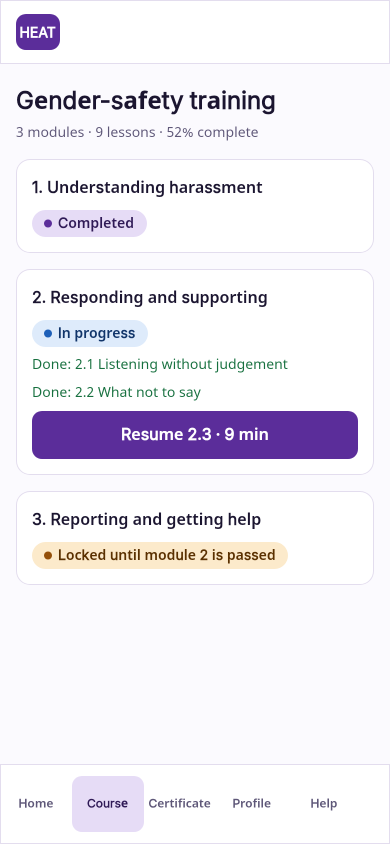 HEAT
Gender-safety training
3 modules · 9 lessons · 52% complete
1. Understanding harassment
Completed
2. Responding and supporting
In progress
Done: 2.1 Listening without judgement
Done: 2.2 What not to say
Resume 2.3 · 9 min
3. Reporting and getting help
Locked until module 2 is passed
Home Course Certificate Profile Help